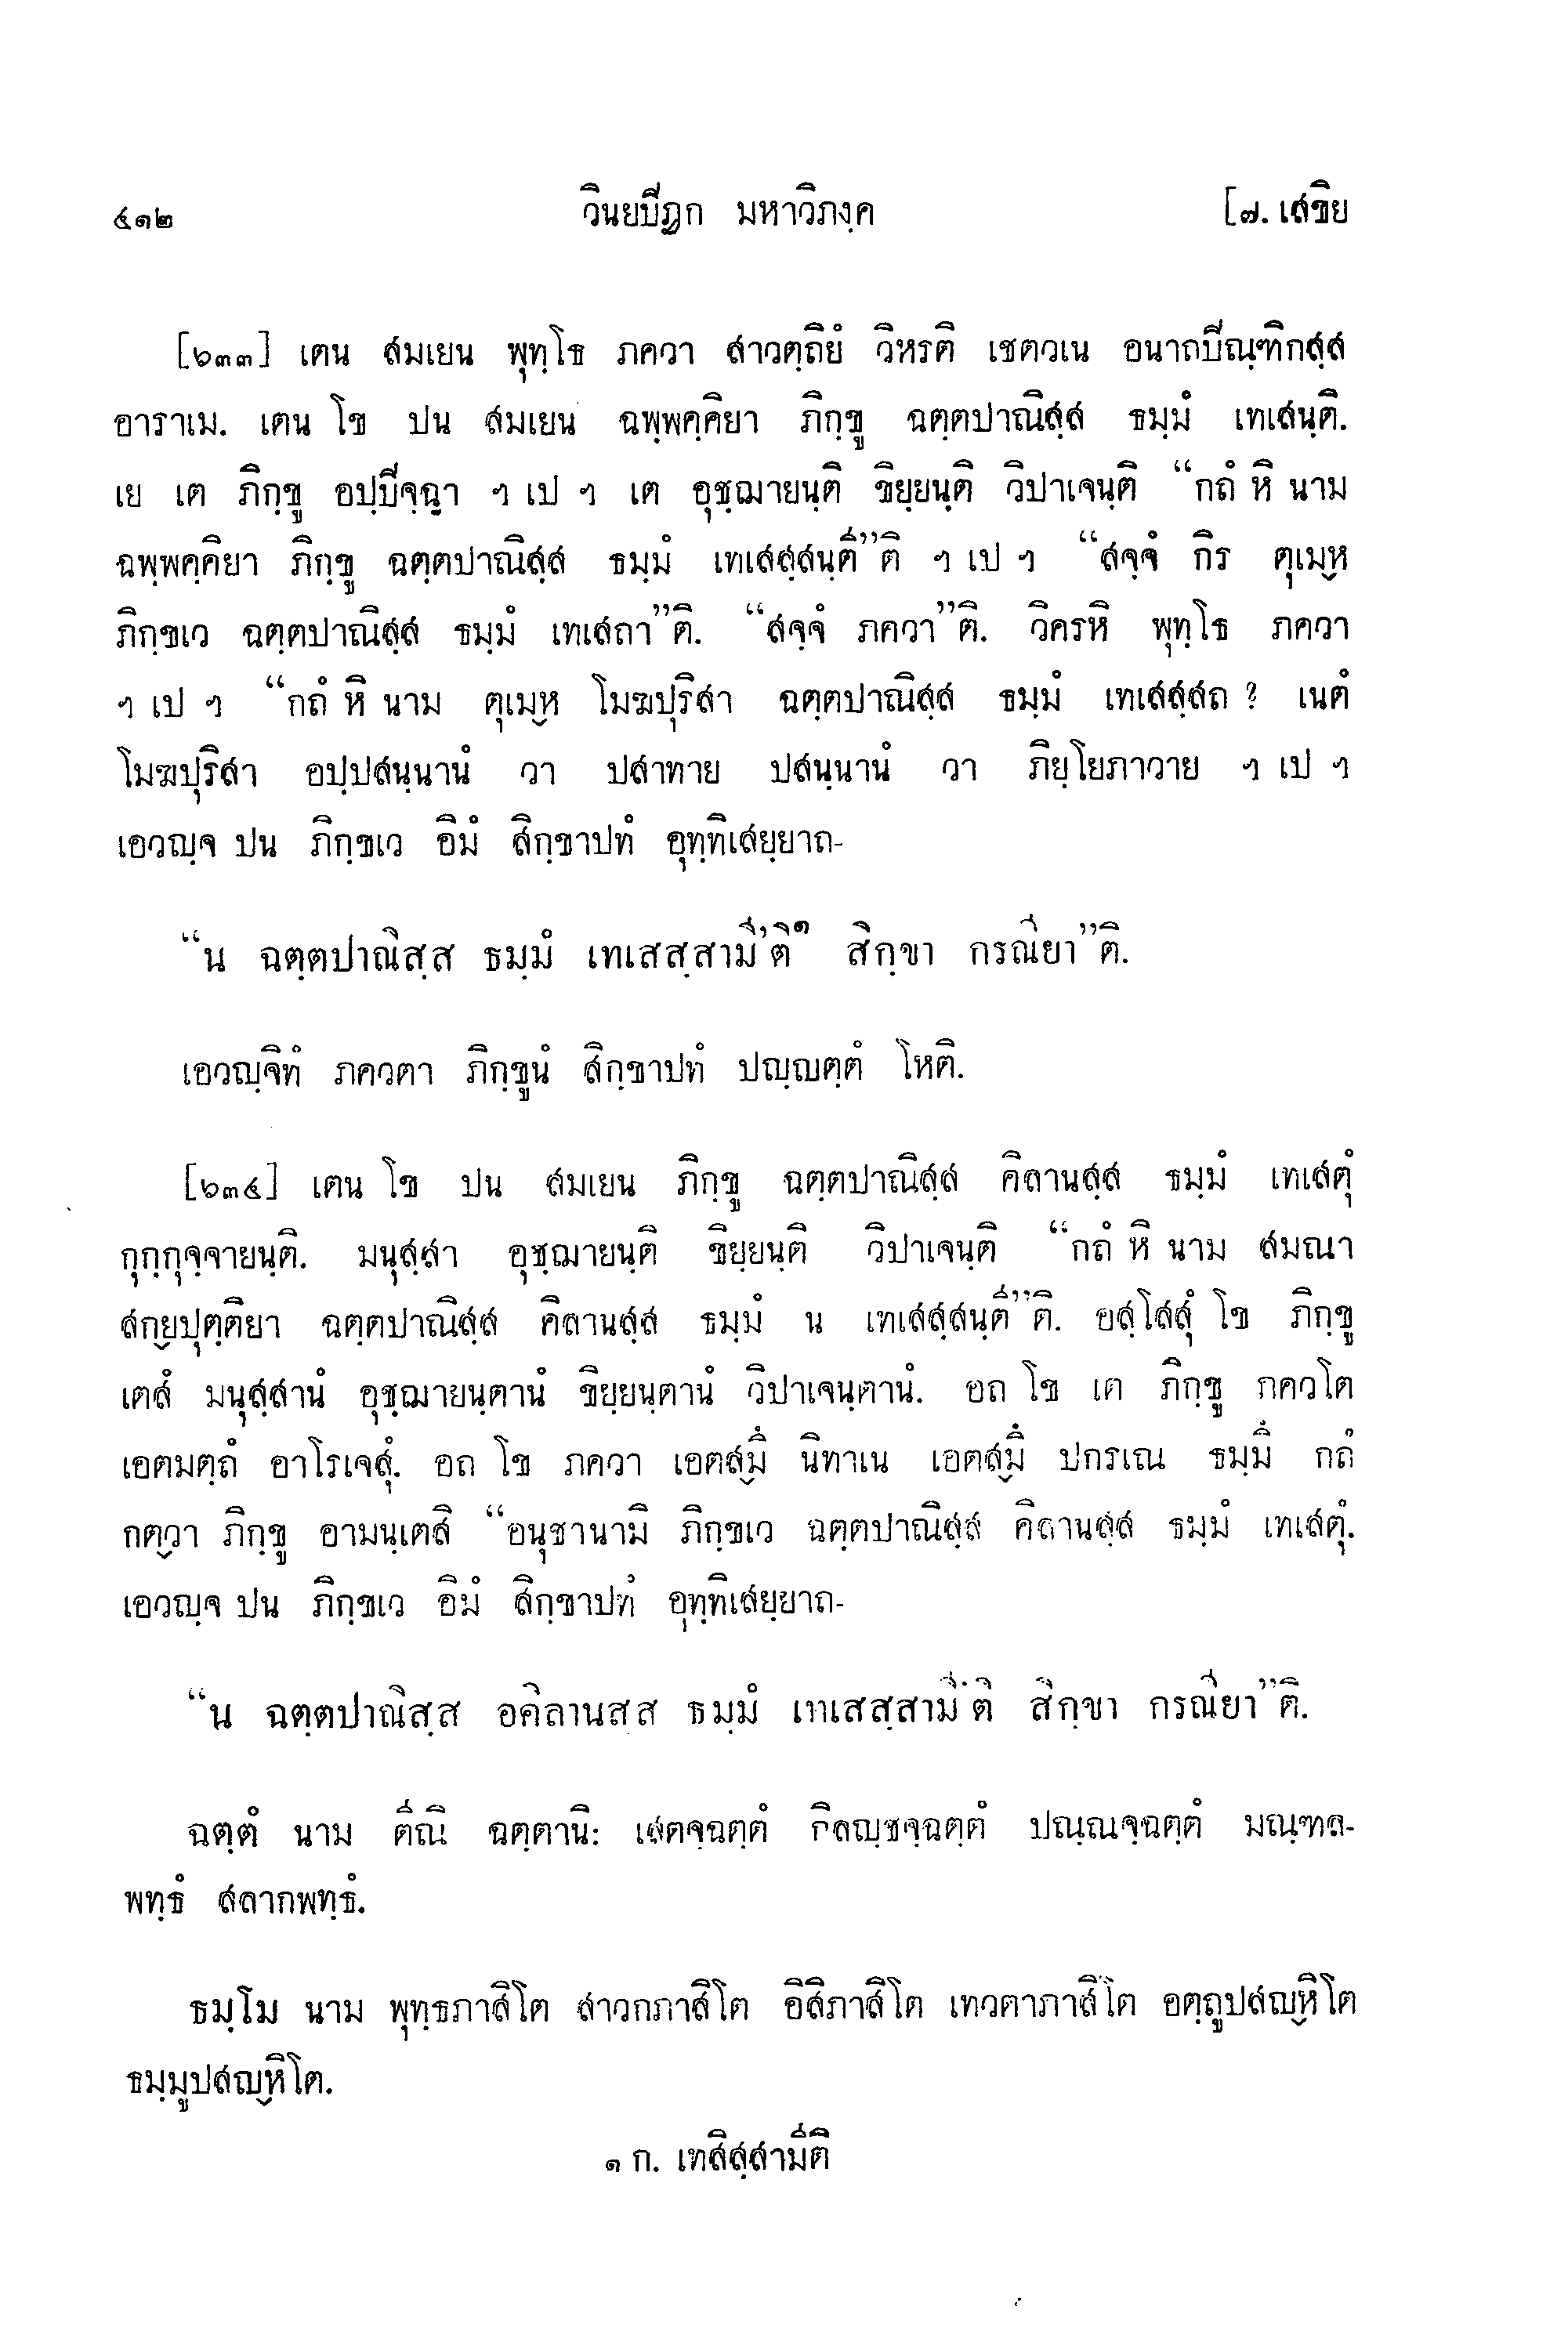 ๔๑๒ วินยปีฏก มหาวิภงฺค [๗. เสขิย
[๖๓๓] เตน สมเยน พุทฺโธ ภควา สาวตฺถิยํ วิหรติ เชตวเน อนาถปิณฺฑิกสฺส
อาราเม. เตน โข ปน สมเยน ฉพฺพคฺคิยา ภิกฺขู ฉตฺตปาณิสฺส ธมฺมํ เทเสนฺติ.
เย เต ภิกฺขู อปฺปิจฺฉา ฯ เป ฯ เต อุชฺฌายนฺติ ขิยฺยนฺติ วิปาเจนฺติ “กถํ หิ นาม
ฉพฺพคฺคิยา ภิกฺขู ฉตฺตปาณิสฺส ธมฺมํ เทเสสฺสนฺตี”ติ ฯ เป ฯ “สจฺจํ กิร ตุเมฺห
ภิกฺขเว ฉตฺตปาณิสฺส ธมฺมํ เทเสถา”ติ. “สจฺจํ ภควา”ติ. วิครหิ พุทฺโธ ภควา
ฯ เป ฯ “กถํ หิ นาม ตุเมฺห โมฆปุริสา ฉตฺตปาณิสฺส ธมฺมํ เทเสสฺสถ ? เนตํ
โมฆปุริสา อปฺปสนฺนานํ วา ปสาทาย ปสนฺนานํ วา ภิยฺโยภาวาย ฯ เป ฯ
เอวญฺจ ปน ภิกฺขเว อิมํ สิกฺขาปทํ อุทฺทิเสยฺยาถ-
“น ฉตฺตปาณิสฺส ธมฺมํ เทเสสฺสามี’ติ๑ สิกฺขา กรณียา”ติ.
เอวญฺจิทํ ภควตา ภิกฺขูนํ สิกฺขาปทํ ปญฺญตฺตํ โหติ.
[๖๓๔] เตน โข ปน สมเยน ภิกฺขู ฉตฺตปาณิสฺส คิลานสฺส ธมฺมํ เทเสตุํ
กุกฺกุจฺจายนฺติ. มนุสฺสา อุชฺฌายนฺติ ขิยฺยนฺติ วิปาเจนฺติ “กถํ หิ นาม สมณา
สกฺยปุตฺติยา ฉตฺตปาณิสฺส คิลานสฺส ธมฺมํ น เทเสสฺสนฺตี”ติ. อสฺโสสุํ โข ภิกฺขู
เตสํ มนุสฺสานํ อุชฺฌายนฺตานํ ขิยฺยนฺตานํ วิปาเจนฺตานํ. อถ โข เต ภิกฺขู ภควโต
เอตมตฺถํ อาโรเจสุํ. อถ โข ภควา เอตสฺมึ นิทาเน เอตสฺมึ ปกรเณ ธมฺมึ กถํ
กตฺวา ภิกฺขู อามนฺเตสิ “อนุชานามิ ภิกฺขเว ฉตฺตปาณิสฺส คิลานสฺส ธมฺมํ เทเสตุํ.
เอวญฺจ ปน ภิกฺขเว อิมํ สิกฺขาปทํ อุทฺทิเสยฺยาถ-
“น ฉตฺตปาณิสฺส อคิลานสฺส ธมฺมํ เทเสสฺสามี’ติ สิกฺขา กรณียา”ติ.
ฉตฺตํ นาม ตีณิ ฉตฺตานิ: เสตจฺฉตฺตํ กิลญฺชจฺฉตฺตํ ปณฺณจฺฉตฺตํ มณฺฑล-
พทฺธํ สลากพทฺธํ.
ธมฺโม นาม พุทฺธภาสิโต สาวกภาสิโต อิสิภาสิโต เทวตาภาสิโต อตฺถูปสญฺหิโต
ธมฺมูปสญฺหิโต.
๑ ก. เทสิสฺสามีติ